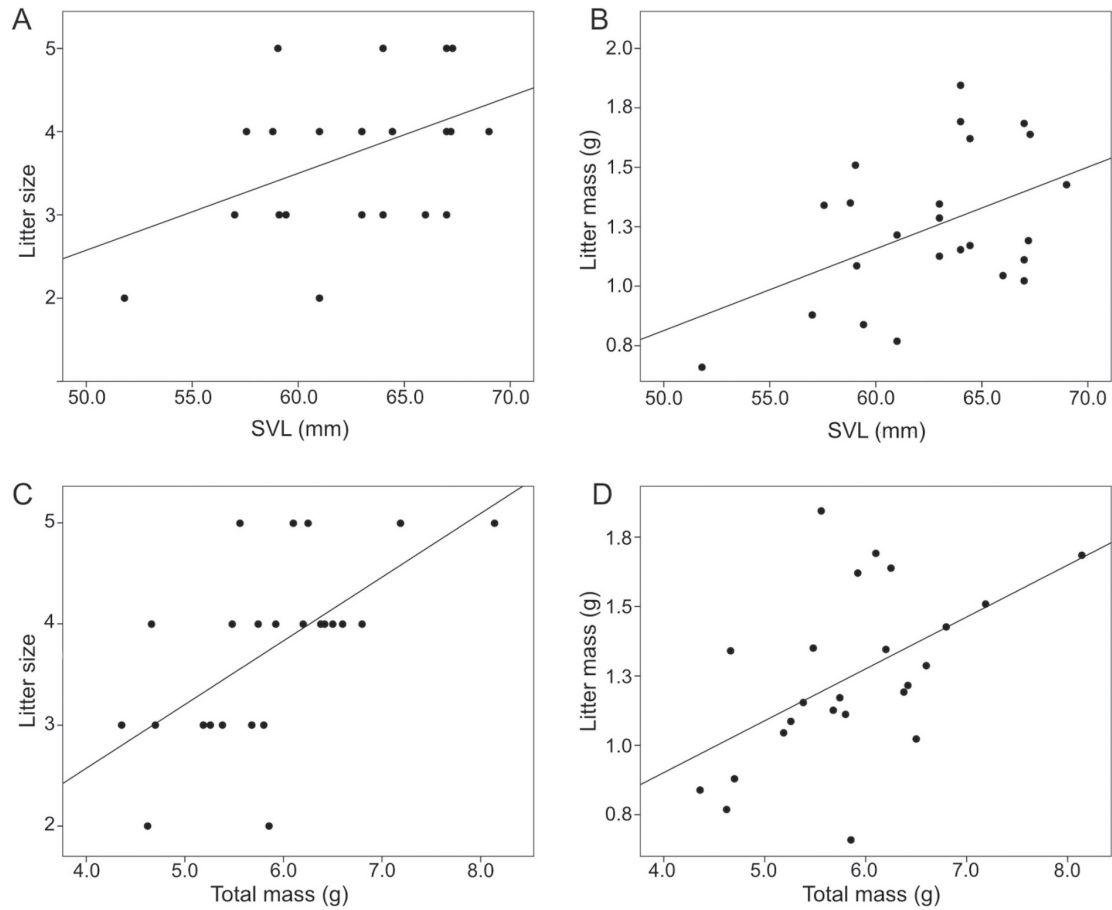 A
Litter size
5
4
3
2
50.0 55.0 60.0 65.0 70.0
SVL (mm)
B
Litter mass (g)
2.0
1.8
1.5
1.3
1.0
0.8
50.0 55.0 60.0 65.0 70.0
SVL (mm)
C
Litter size
5
4
3
2
4.0 5.0 6.0 7.0 8.0
Total mass (g)
D
Litter mass (g)
1.8
1.5
1.3
1.0
0.8
4.0 5.0 6.0 7.0 8.0
Total mass (g)